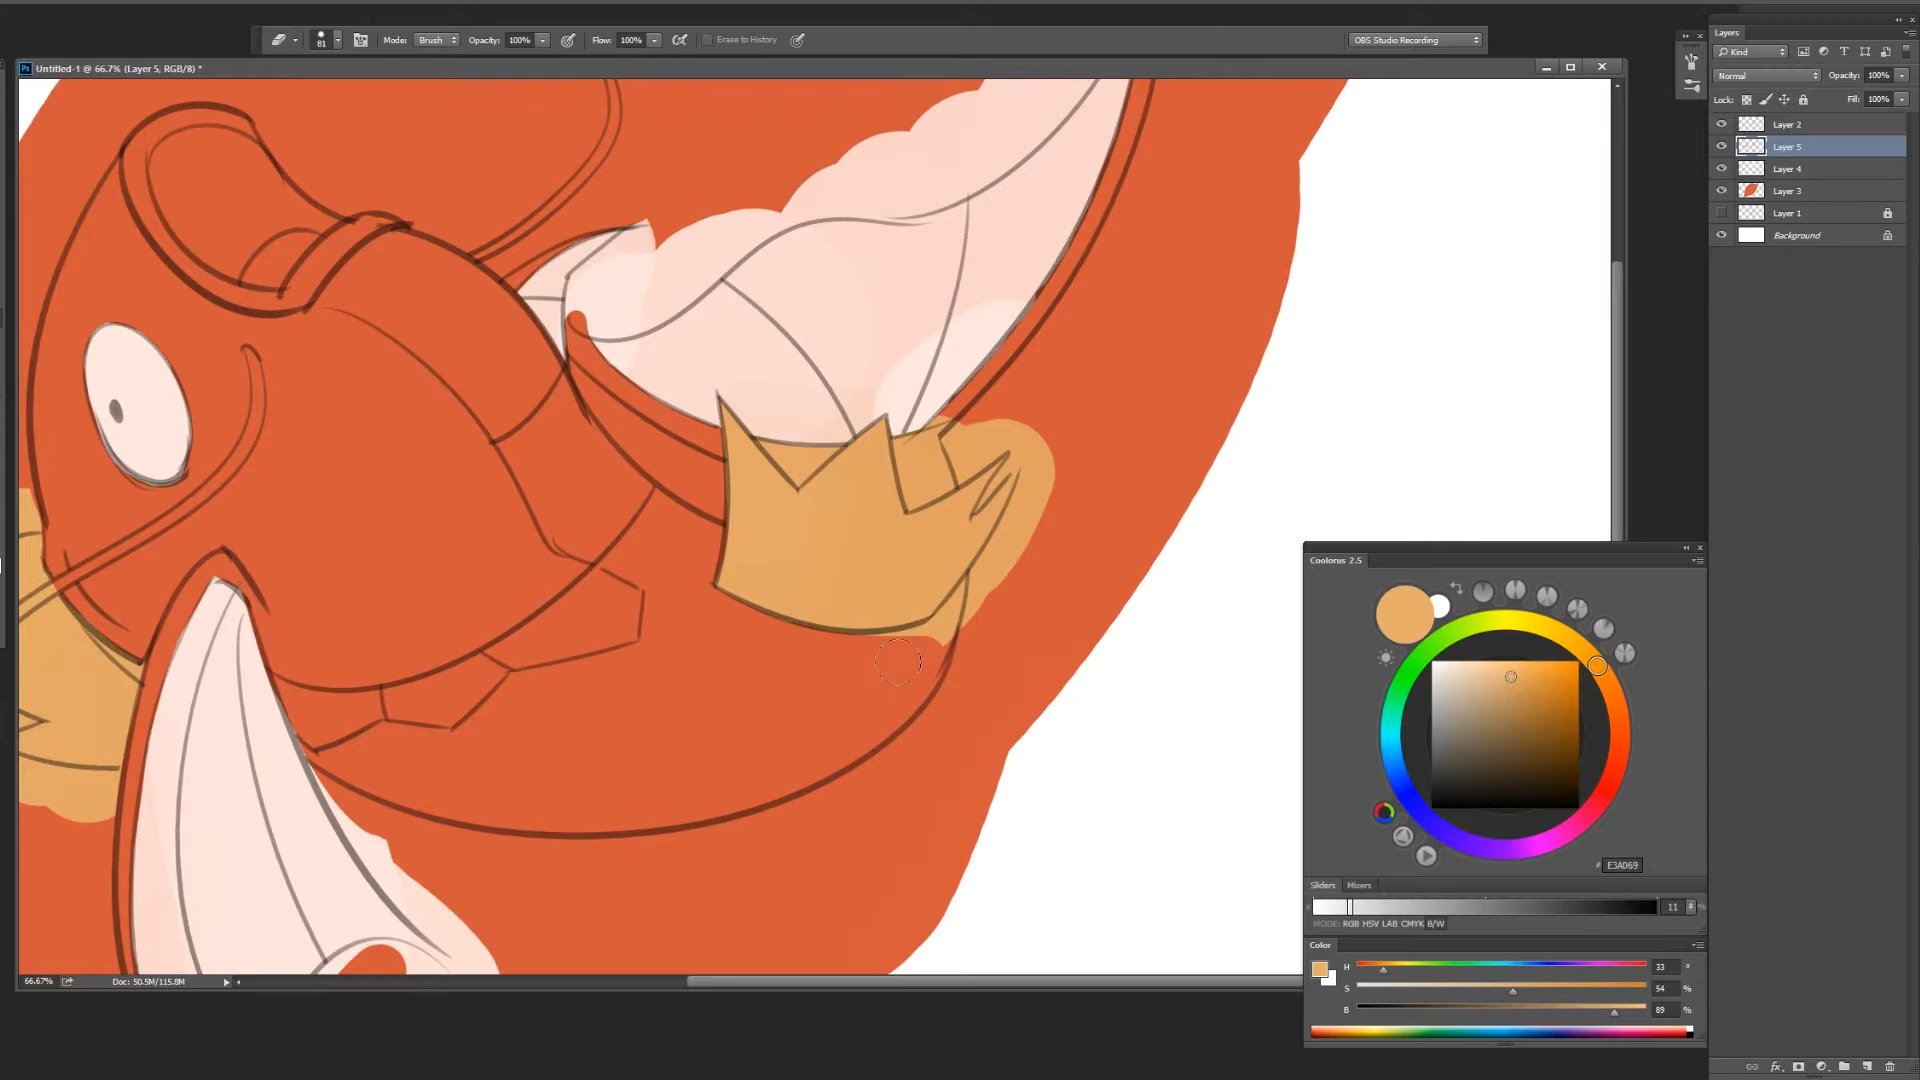 81 Mode: Brush Opacity: 100% Flow: 100% Erase to History OBS Studio Recording
Ps Untitled-1 @ 66.7% (Layer 5, RGB/8) *
66.67% Doc: 50.5M/115.8M
Layers
Kind
Normal Opacity: 100%
Lock: Fill: 100%
Layer 2
Layer 5
Layer 4
Layer 3
Layer 1
Background
Coolorus 2.5
# E3AD69
Sliders Mixers
K 11 %
MODE: RGB HSV LAB CMYK B/W
Color
H 33 °
S 54 %
B 89 %
fx